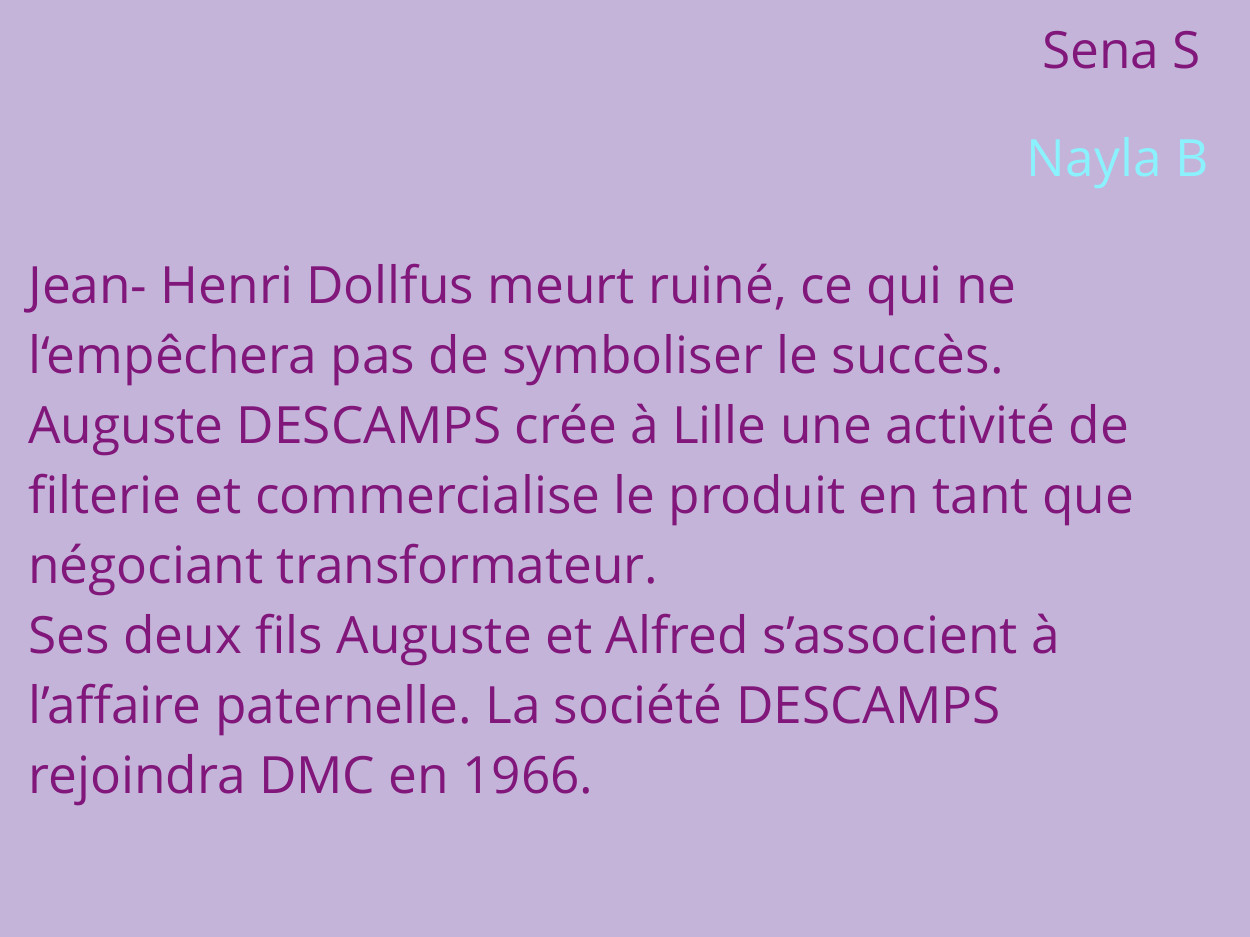 Sena S
Nayla B
Jean- Henri Dollfus meurt ruiné, ce qui ne
l‘empêchera pas de symboliser le succès.
Auguste DESCAMPS crée à Lille une activité de
filterie et commercialise le produit en tant que
négociant transformateur.
Ses deux fils Auguste et Alfred s’associent à
l’affaire paternelle. La société DESCAMPS
rejoindra DMC en 1966.